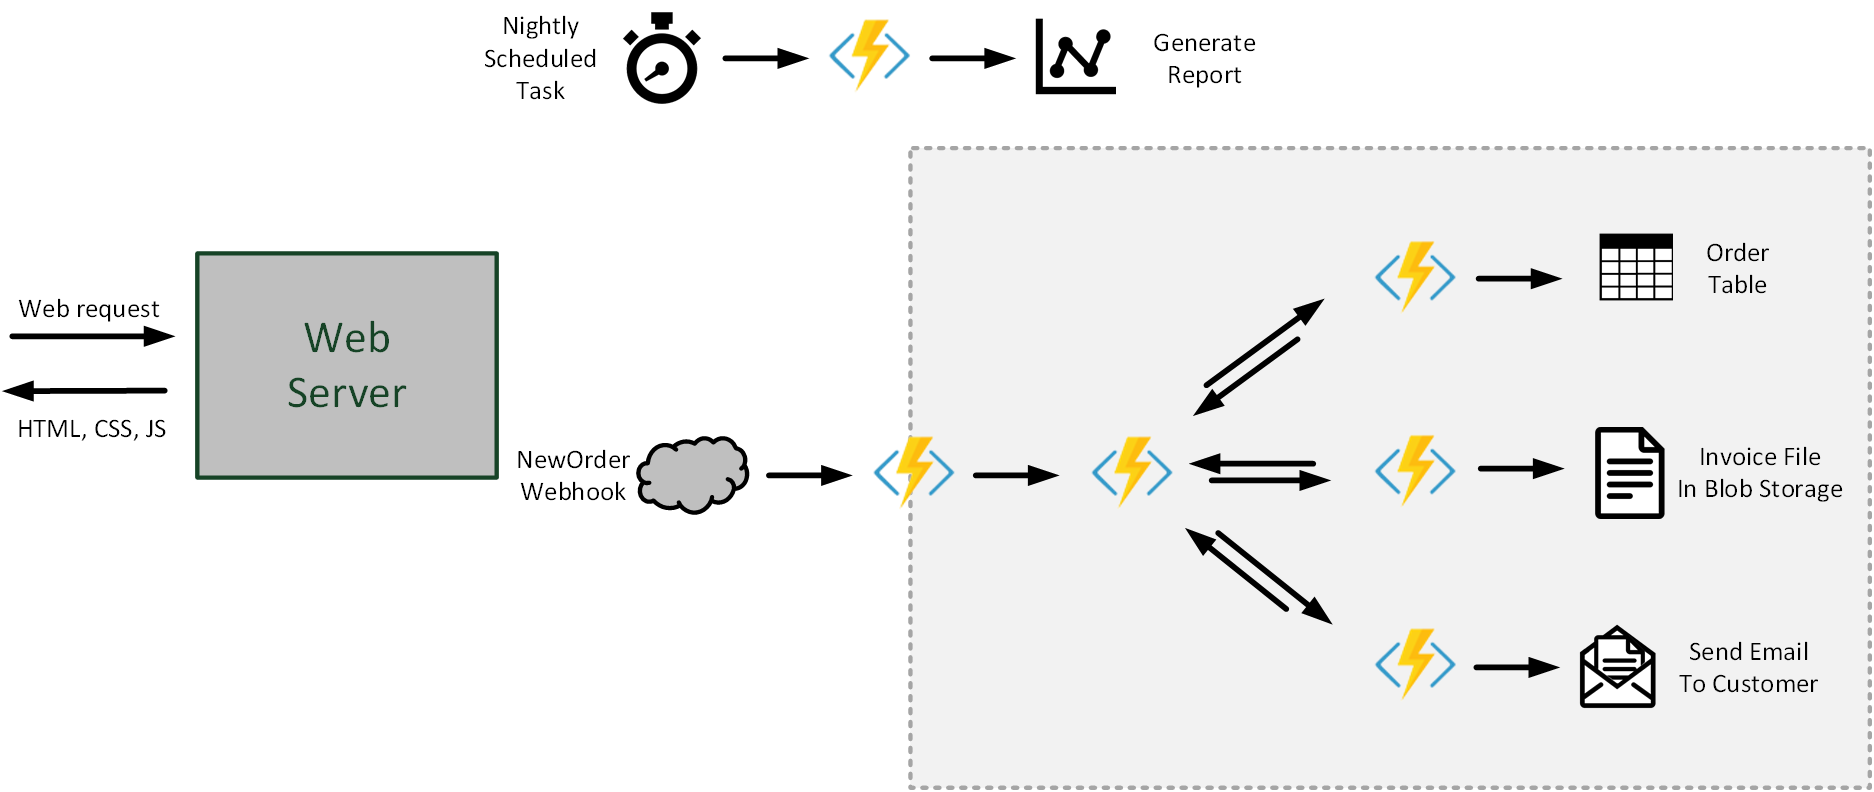 Nightly
Scheduled
Task
Generate
Report
Web request
HTML, CSS, JS
Web
Server
NewOrder
Webhook
Order
Table
Invoice File
In Blob Storage
Send Email
To Customer